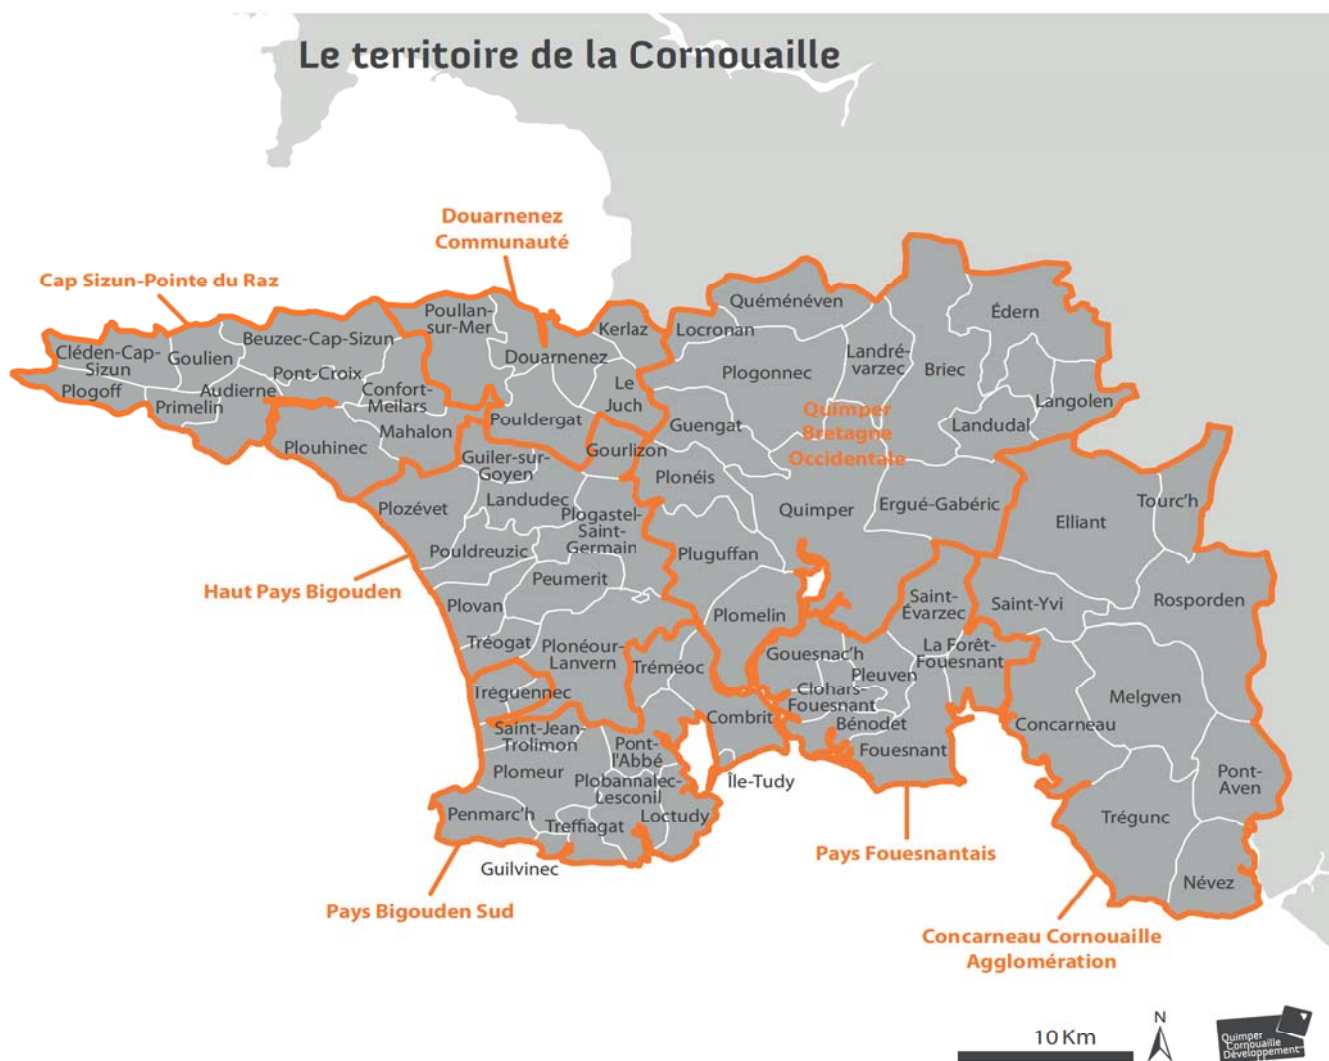 Le territoire de la Cornouaille
Douarnenez
Communauté
Cap Sizun-Pointe du Raz
Quéménéven
Édern
Poullan-
sur-Mer
Kerlaz
Locronan
Beuzec-Cap-Sizun
Cléden-Cap-
Sizun
Goulien
Douarnenez
Landré-
varzec
Briec
Plogonnec
Pont-Croix
Plogoff
Audierne
Confort-
Meilars
Le
Juch
Langolen
Primelin
Quimper
Bretagne
Occidentale
Pouldergat
Guengat
Landudal
Mahalon
Plouhinec
Gourlizon
Guiler-sur-
Goyen
Plonéis
Landudec
Tourc'h
Plozévet
Quimper
Ergué-Gabéric
Plogastel-
Saint-
Germain
Elliant
Pouldreuzic
Pluguffan
Peumerit
Haut Pays Bigouden
Saint-
Évarzec
Saint-Yvi
Rosporden
Plovan
Plomelin
Tréogat
Plonéour-
Lanvern
La Forêt-
Fouesnant
Gouesnac'h
Tréméoc
Pleuven
Tréguennec
Clohars-
Fouesnant
Melgven
Combrit
Bénodet
Concarneau
Saint-Jean-
Trolimon
Pont-
l'Abbé
Fouesnant
Plomeur
Plobannalec-
Lesconil
Île-Tudy
Pont-
Aven
Penmarc'h
Treffiagat
Loctudy
Trégunc
Pays Fouesnantais
Guilvinec
Névez
Pays Bigouden Sud
Concarneau Cornouaille
Agglomération
N
10 Km
Quimper
Cornouaille
Développement